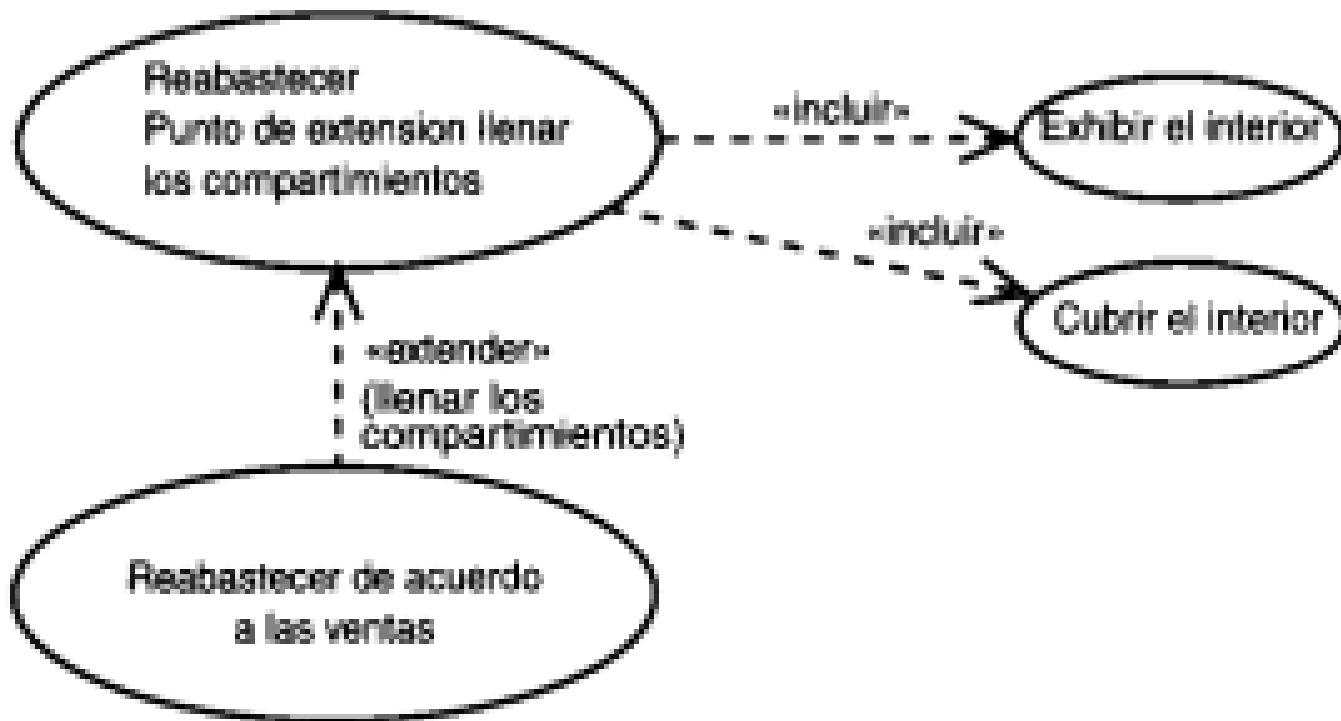 Reabastecer
Punto de extension llenar
los compartimientos
«incluir»
Exhibir el interior
«incluir»
Cubrir el interior
«extender»
(llenar los
compartimientos)
Reabastecer de acuerdo
a las ventas